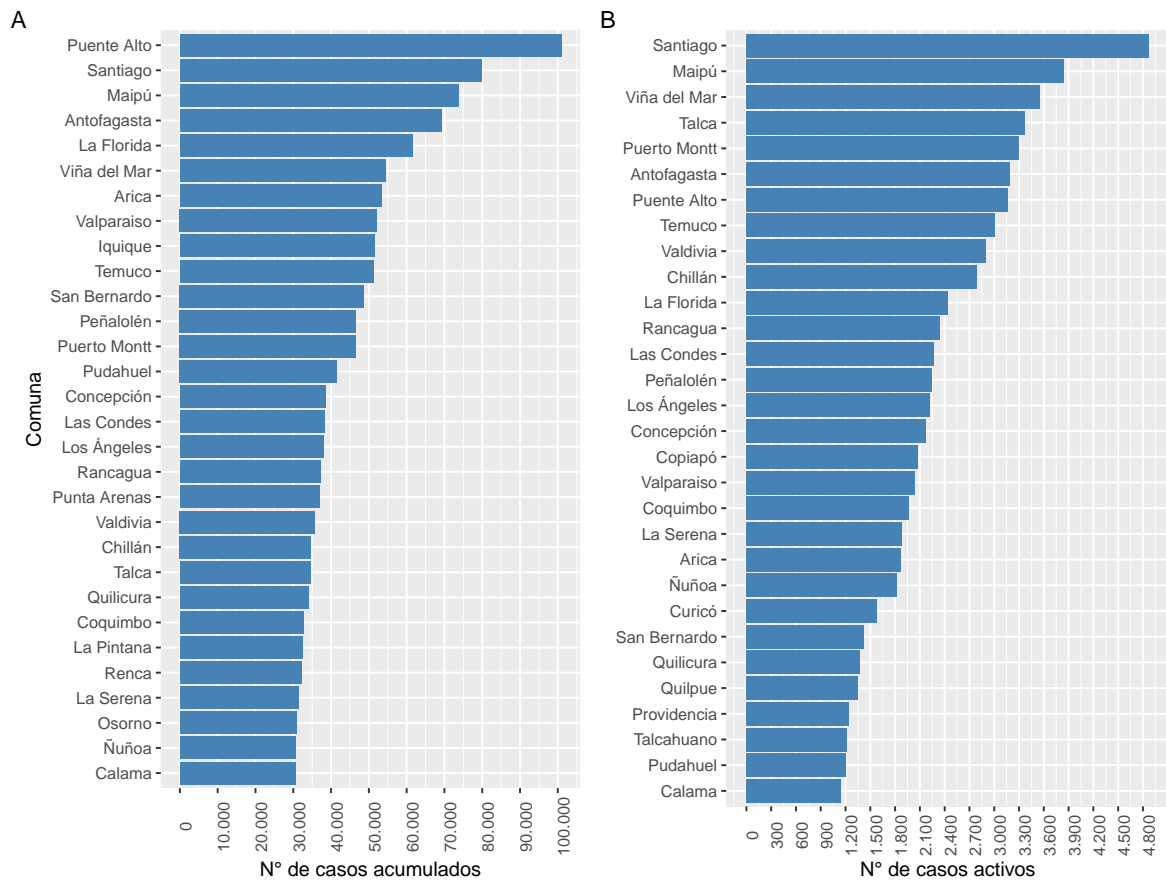 A
Comuna
Puente Alto
Santiago
Maipú
Antofagasta
La Florida
Viña del Mar
Arica
Valparaiso
Iquique
Temuco
San Bernardo
Peñalolén
Puerto Montt
Pudahuel
Concepción
Las Condes
Los Ángeles
Rancagua
Punta Arenas
Valdivia
Chillán
Talca
Quilicura
Coquimbo
La Pintana
Renca
La Serena
Osorno
Ñuñoa
Calama
0
10.000
20.000
30.000
40.000
50.000
60.000
70.000
80.000
90.000
100.000
N° de casos acumulados
B
Santiago
Maipú
Viña del Mar
Talca
Puerto Montt
Antofagasta
Puente Alto
Temuco
Valdivia
Chillán
La Florida
Rancagua
Las Condes
Peñalolén
Los Ángeles
Concepción
Copiapó
Valparaiso
Coquimbo
La Serena
Arica
Ñuñoa
Curicó
San Bernardo
Quilicura
Quilpue
Providencia
Talcahuano
Pudahuel
Calama
0
300
600
900
1.200
1.500
1.800
2.100
2.400
2.700
3.000
3.300
3.600
3.900
4.200
4.500
4.800
N° de casos activos